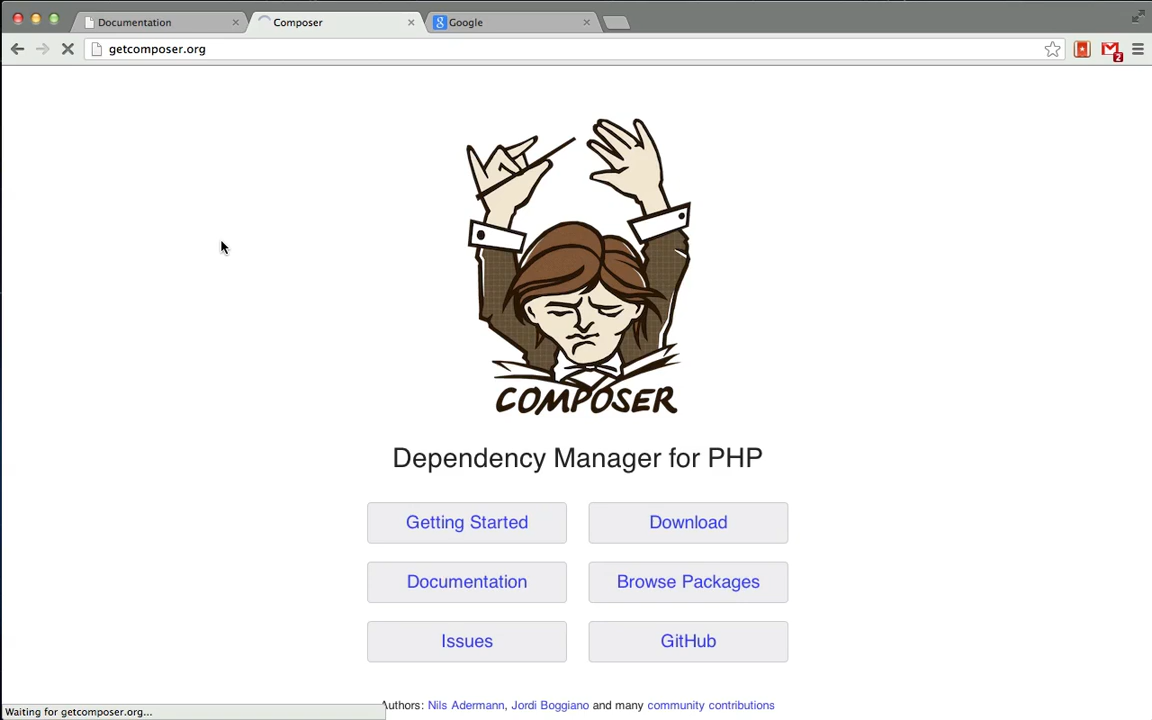 Documentation
Composer
Google
getcomposer.org
2
COMPOSER
Dependency Manager for PHP
Getting Started
Download
Documentation
Browse Packages
Issues
GitHub
Authors: Nils Adermann, Jordi Boggiano and many community contributions
Waiting for getcomposer.org...